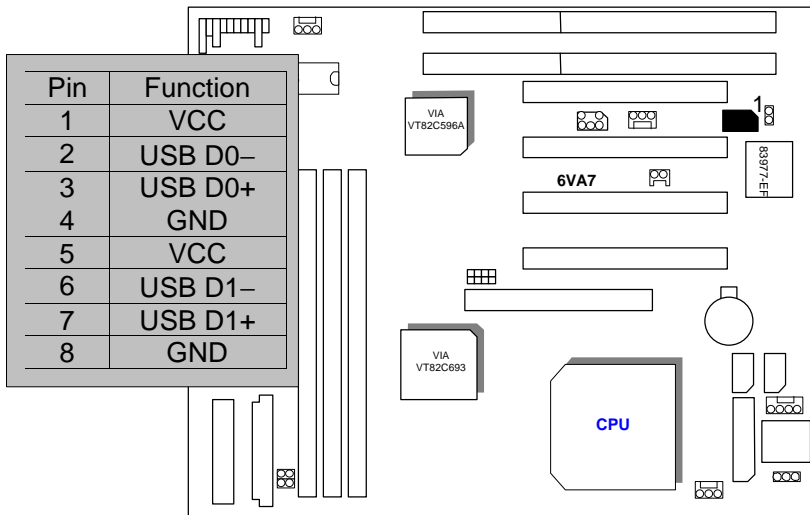 Pin Function
1 VCC
2 USB D0−
3 USB D0+
4 GND
5 VCC
6 USB D1−
7 USB D1+
8 GND
VIA
VT82C596A
1
83977-EF
6VA7
VIA
VT82C693
CPU